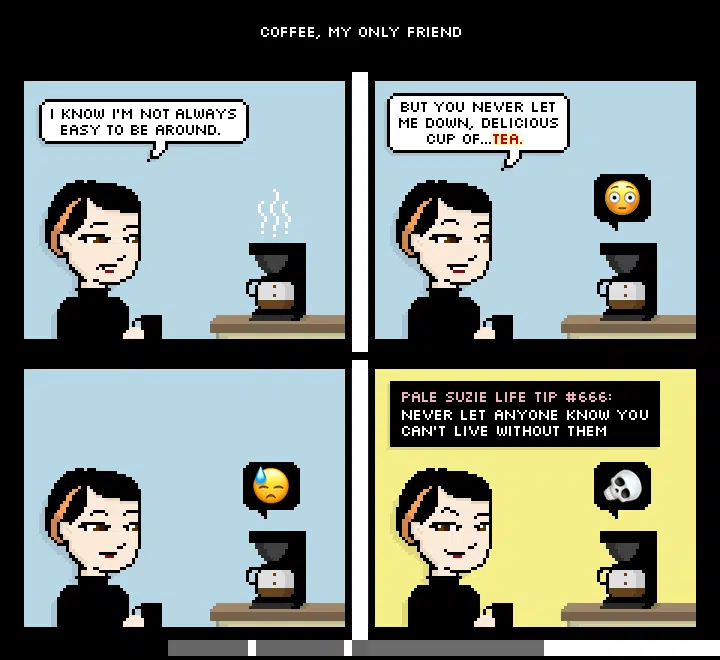 COFFEE, MY ONLY FRIEND
I KNOW I'M NOT ALWAYS
EASY TO BE AROUND.
BUT YOU NEVER LET
ME DOWN, DELICIOUS
CUP OF...TEA.
PALE SUZIE LIFE TIP #666:
NEVER LET ANYONE KNOW YOU
CAN'T LIVE WITHOUT THEM